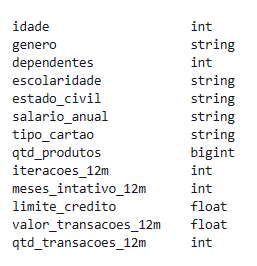 idade int
genero string
dependentes int
escolaridade string
estado_civil string
salario_anual string
tipo_cartao string
qtd_produtos bigint
iteracoes_12m int
meses_intativo_12m int
limite_credito float
valor_transacoes_12m float
qtd_transacoes_12m int